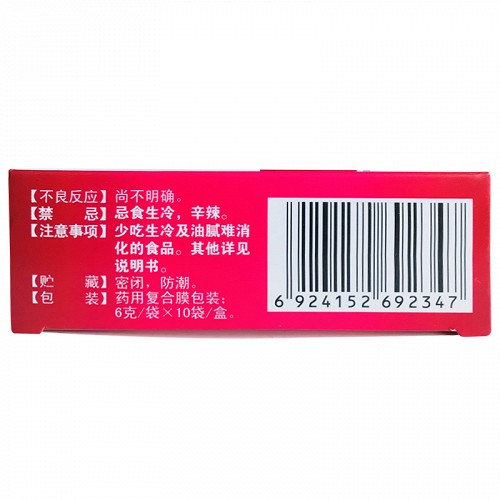 【不良反应】尚不明确。
【禁 忌】忌食生冷，辛辣。
【注意事项】少吃生冷及油腻难消
化的食品。其他详见
说明书。
【贮 藏】密闭，防潮。
【包 装】药用复合膜包装；
6克/袋×10袋/盒。
6 924152 692347